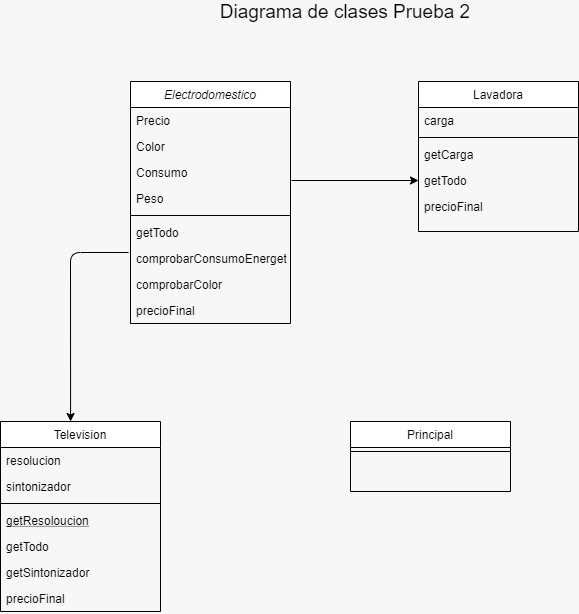 Diagrama de clases Prueba 2
Electrodomestico
Precio
Color
Consumo
Peso
getTodo
comprobarConsumoEnerget
comprobarColor
precioFinal
Lavadora
carga
getCarga
getTodo
precioFinal
Television
resolucion
sintonizador
getResoloucion
getTodo
getSintonizador
precioFinal
Principal